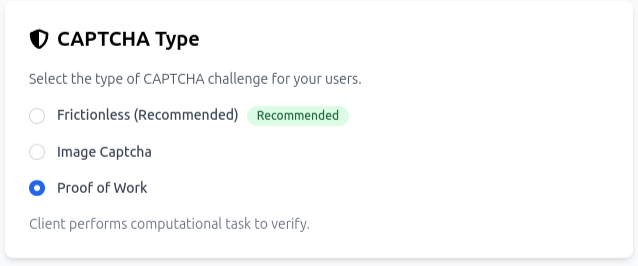 CAPTCHA Type
Select the type of CAPTCHA challenge for your users.
Frictionless (Recommended) Recommended
Image Captcha
Proof of Work
Client performs computational task to verify.